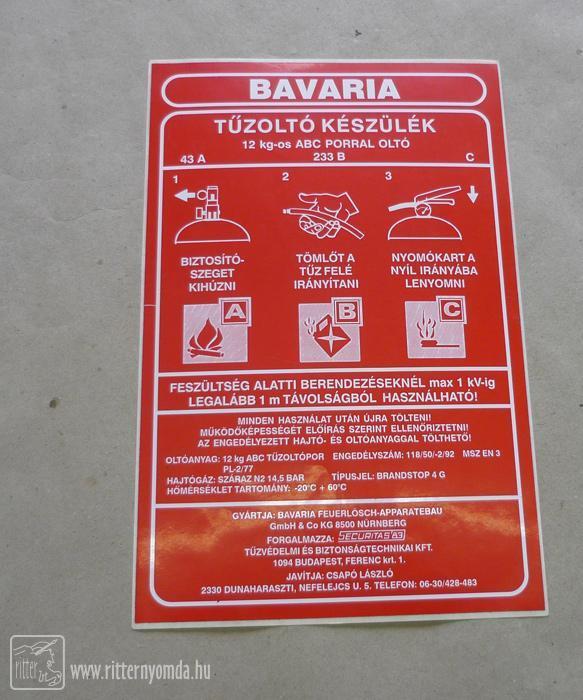 BAVARIA
TŰZOLTÓ KÉSZÜLÉK
12 kg-os ABC PORRAL OLTÓ
43 A 233 B C
1 2 3
BIZTOSÍTÓ-
SZEGET
KIHÚZNI
TÖMLŐT A
TŰZ FELÉ
IRÁNYÍTANI
NYOMÓKART A
NYÍL IRÁNYÁBA
LENYOMNI
A B C
FESZÜLTSÉG ALATTI BERENDEZÉSEKNÉL max 1 kV-ig
LEGALÁBB 1 m TÁVOLSÁGBÓL HASZNÁLHATÓ!
MINDEN HASZNÁLAT UTÁN ÚJRA TÖLTENI!
MŰKÖDŐKÉPESSÉGÉT ELŐÍRÁS SZERINT ELLENŐRIZTETNI!
AZ ENGEDÉLYEZETT HAJTÓ- ÉS OLTÓANYAGGAL TÖLTHETŐ!
OLTÓANYAG: 12 kg ABC TŰZOLTÓPOR ENGEDÉLYSZÁM: 118/50/-2/92 MSZ EN 3
PL-2/77
HAJTÓGÁZ: SZÁRAZ N2 14,5 BAR TÍPUSJEL: BRANDSTOP 4 G
HŐMÉRSÉKLET TARTOMÁNY: -20°C + 60°C
GYÁRTJA: BAVARIA FEUERLÖSCH-APPARATEBAU
GmbH & Co KG 8500 NÜRNBERG
FORGALMAZZA: SECURITAS'83
TŰZVÉDELMI ÉS BIZTONSÁGTECHNIKAI KFT.
1094 BUDAPEST, FERENC krt. 1.
JAVÍTJA: CSAPÓ LÁSZLÓ
2330 DUNAHARASZTI, NEFELEJCS U. 5. TELEFON: 06-30/428-483
ritter
www.ritternyomda.hu